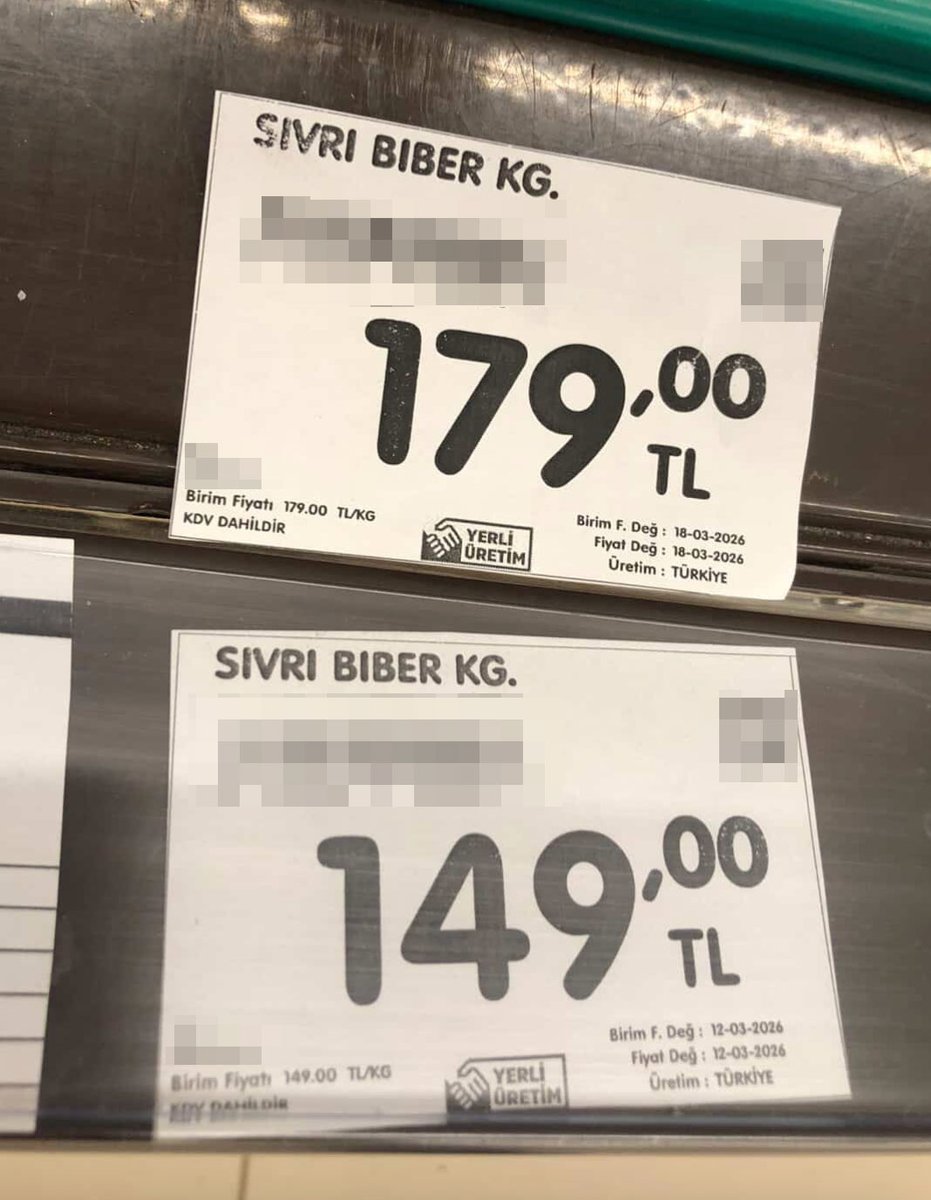 SIVRI BIBER KG.
179,00
TL
Birim Fiyatı 179.00 TL/KG
KDV DAHİLDİR
YERLİ
ÜRETİM
Birim F. Değ : 18-03-2026
Fiyat Değ : 18-03-2026
Üretim : TÜRKİYE
SIVRI BIBER KG.
149,00
TL
Birim Fiyatı 149.00 TL/KG
KDV DAHİLDİR
YERLİ
ÜRETİM
Birim F. Değ : 12-03-2026
Fiyat Değ : 12-03-2026
Üretim : TÜRKİYE